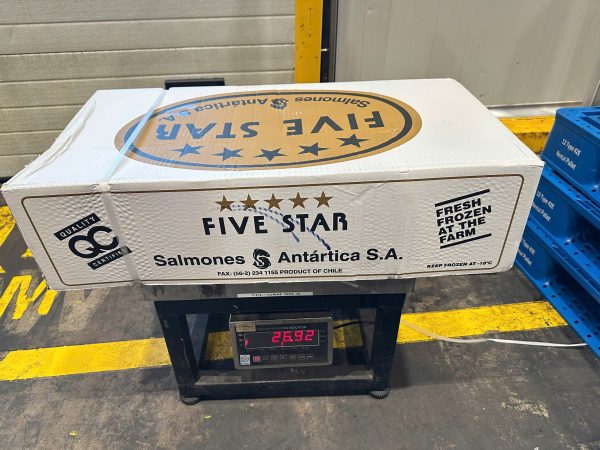 Salmones Antártica S.A.
FIVE STAR
FIVE STAR
Salmones Antártica S.A.
FAX: (56-2) 234 1155 PRODUCT OF CHILE
QUALITY
QC
CERTIFIED
FRESH
FROZEN
AT THE
FARM
KEEP FROZEN AT -18°C
26.92